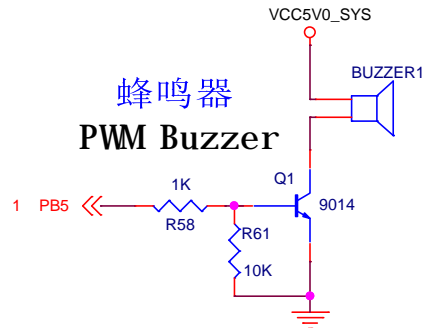 VCC5V0_SYS
BUZZER1
蜂鸣器
PWM Buzzer
Q1
9014
1K
1 PB5
R58
R61
10K